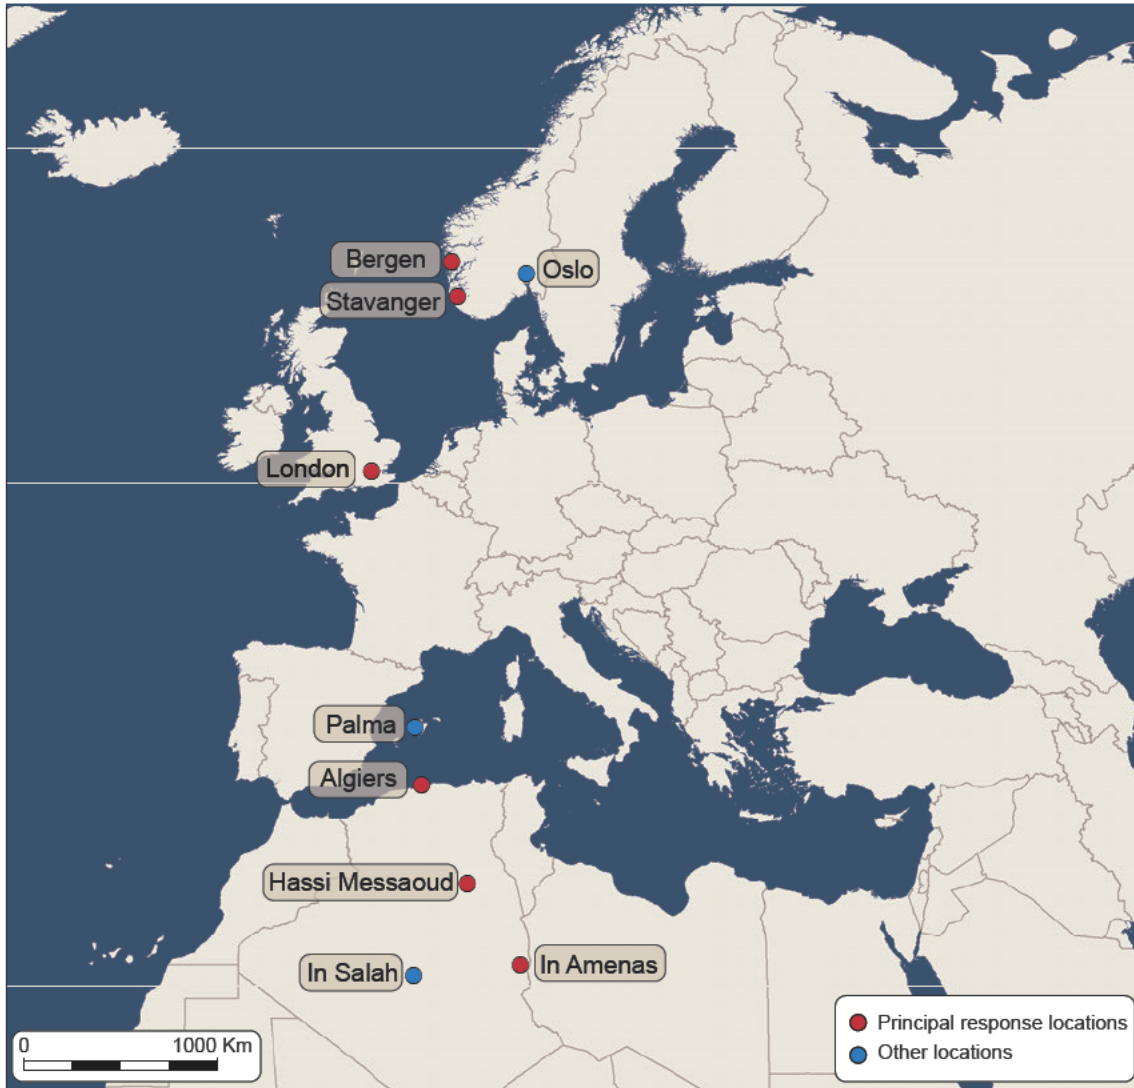 Bergen
Oslo
Stavanger
London
Palma
Algiers
Hassi Messaoud
In Salah
In Amenas
0 1000 Km
Principal response locations
Other locations